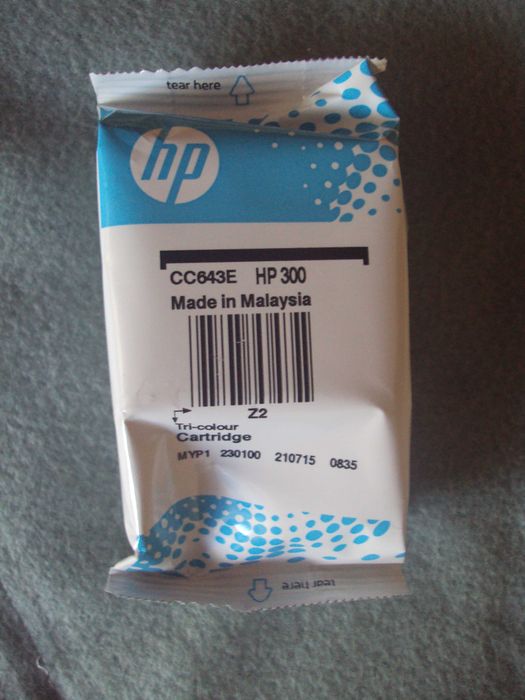 tear here
hp
CC643E HP 300
Made in Malaysia
Z2
Tri-colour
Cartridge
MYP1 230100 210715 0835
tear here